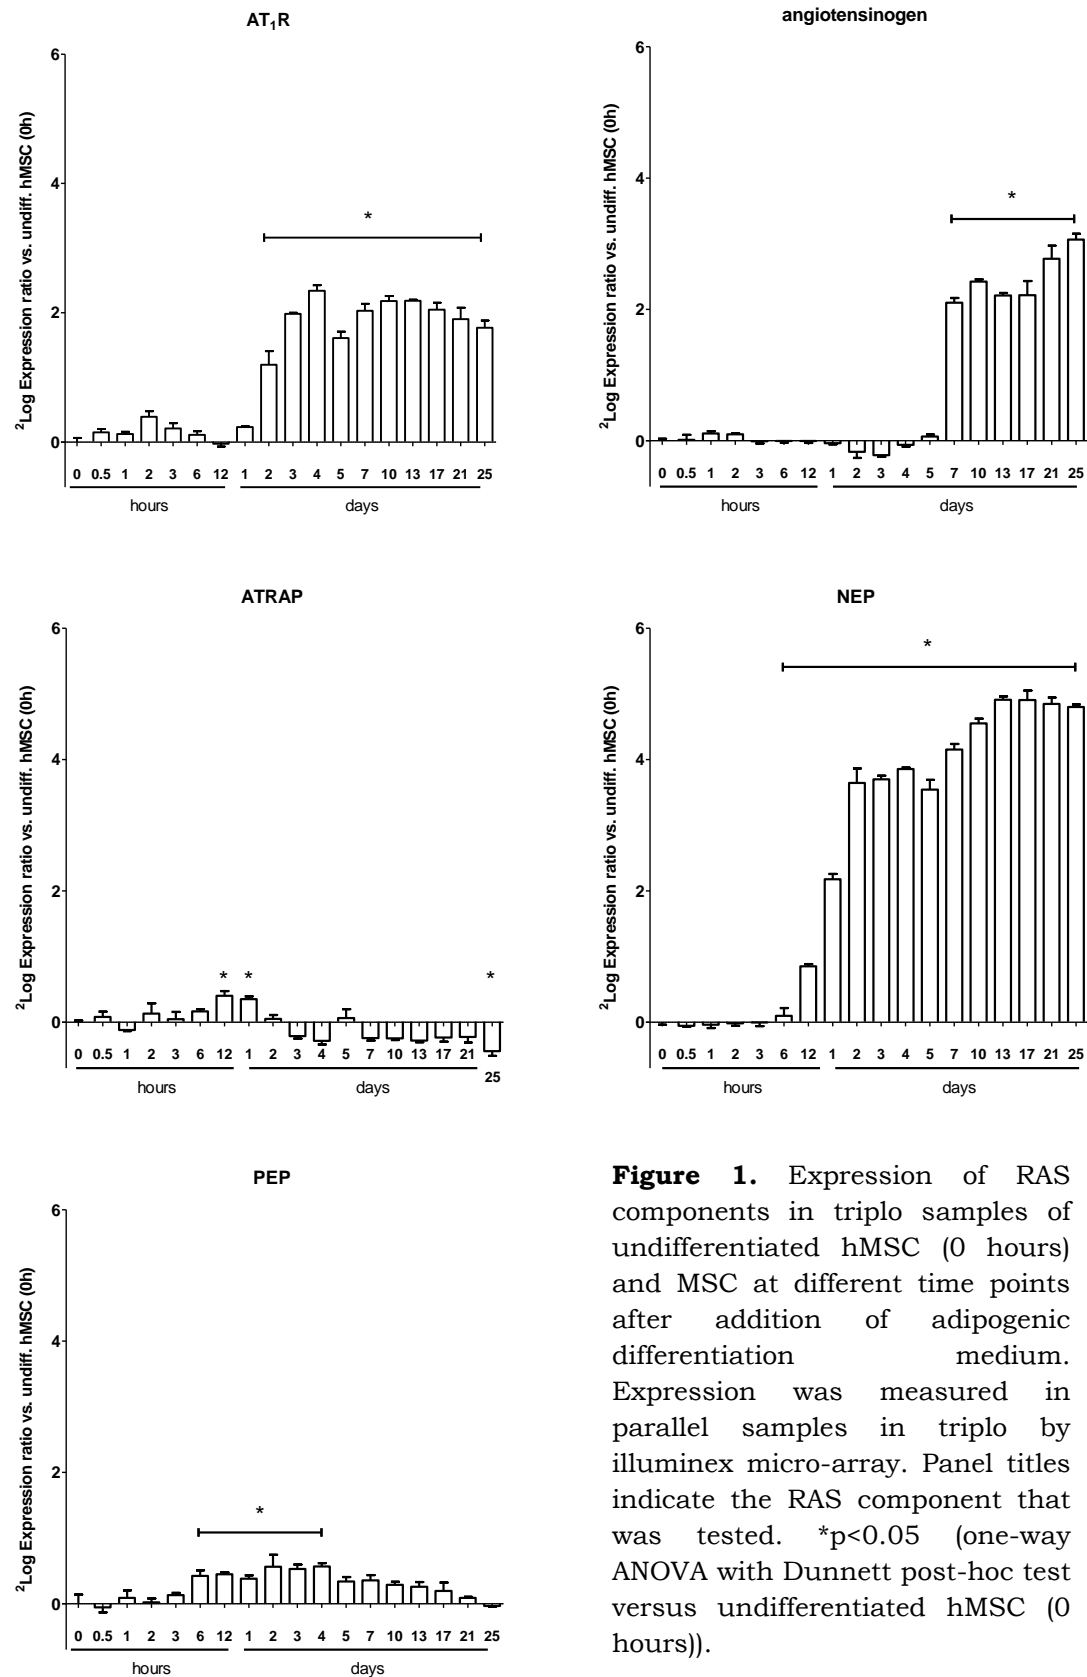 AT₁R
²Log Expression ratio vs. undiff. hMSC (0h)
6
4
2
0
*
0 0.5 1 2 3 6 12 1 2 3 4 5 7 10 13 17 21 25
hours days
angiotensinogen
²Log Expression ratio vs. undiff. hMSC (0h)
6
4
2
0
*
0 0.5 1 2 3 6 12 1 2 3 4 5 7 10 13 17 21 25
hours days
ATRAP
²Log Expression ratio vs. undiff. hMSC (0h)
6
4
2
0
* * *
0 0.5 1 2 3 6 12 1 2 3 4 5 7 10 13 17 21
25
hours days
NEP
²Log Expression ratio vs. undiff. hMSC (0h)
6
4
2
0
*
0 0.5 1 2 3 6 12 1 2 3 4 5 7 10 13 17 21 25
hours days
PEP
²Log Expression ratio vs. undiff. hMSC (0h)
6
4
2
0
*
0 0.5 1 2 3 6 12 1 2 3 4 5 7 10 13 17 21 25
hours days
Figure 1. Expression of RAS
components in triplo samples of
undifferentiated hMSC (0 hours)
and MSC at different time points
after addition of adipogenic
differentiation medium.
Expression was measured in
parallel samples in triplo by
illuminex micro-array. Panel titles
indicate the RAS component that
was tested. *p<0.05 (one-way
ANOVA with Dunnett post-hoc test
versus undifferentiated hMSC (0
hours)).